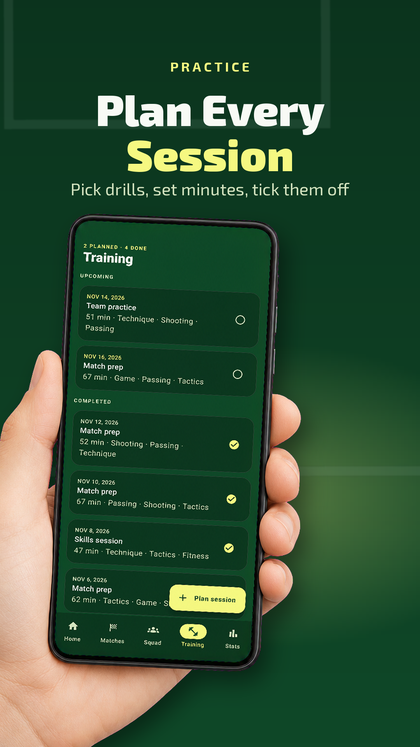 PRACTICE
Plan Every
Session
Pick drills, set minutes, tick them off
2 PLANNED · 4 DONE
Training
UPCOMING
NOV 14, 2026
Team practice
51 min · Technique · Shooting ·
Passing
NOV 16, 2026
Match prep
67 min · Game · Passing · Tactics
COMPLETED
NOV 12, 2026
Match prep
52 min · Shooting · Passing ·
Technique
NOV 10, 2026
Match prep
67 min · Passing · Shooting · Tactics
NOV 8, 2026
Skills session
47 min · Technique · Tactics · Fitness
NOV 6, 2026
Match prep
62 min · Tactics · Game ·
+ Plan session
Home
Matches
Squad
Training
Stats